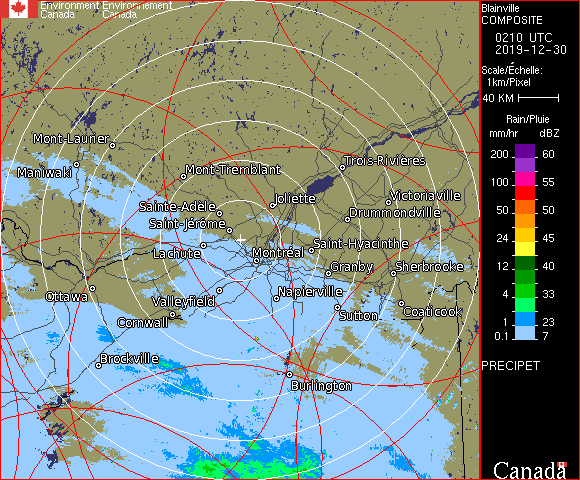 Environment Environnement
Canada Canada
Blainville
COMPOSITE
0210 UTC
2019-12-30
Scale/Échelle:
1km/Pixel
40 KM
Rain/Pluie
mm/hr dBZ
200 60
100 55
50 50
24 45
12 40
4 33
1 23
0.1 7
PRECIPET
Canada
Mont-Laurier
Maniwaki
Mont-Tremblant
Trois-Rivières
Joliette
Victoriaville
Sainte-Adèle
Drummondville
Saint-Jérôme
Lachute
Montréal
Saint-Hyacinthe
Granby
Sherbrooke
Ottawa
Valleyfield
Napierville
Cornwall
Sutton
Coaticook
Brockville
Burlington